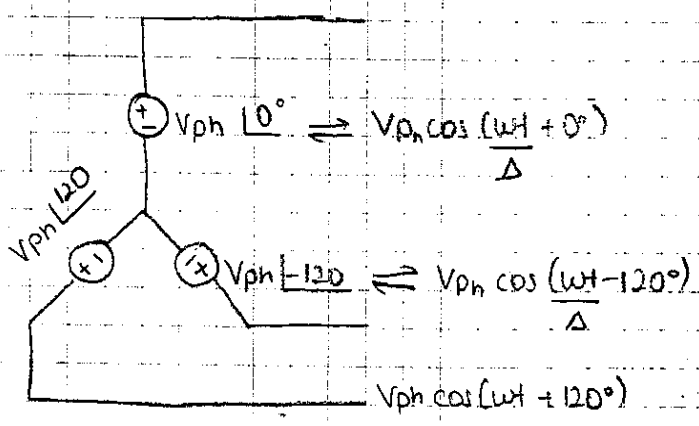 + - Vph ∠0° ⇌ Vph cos (ωt + 0°)
Δ
Vph ∠120
+ -
- + Vph ∠-120 ⇌ Vph cos (ωt - 120°)
Δ
Vph cos (ωt + 120°)